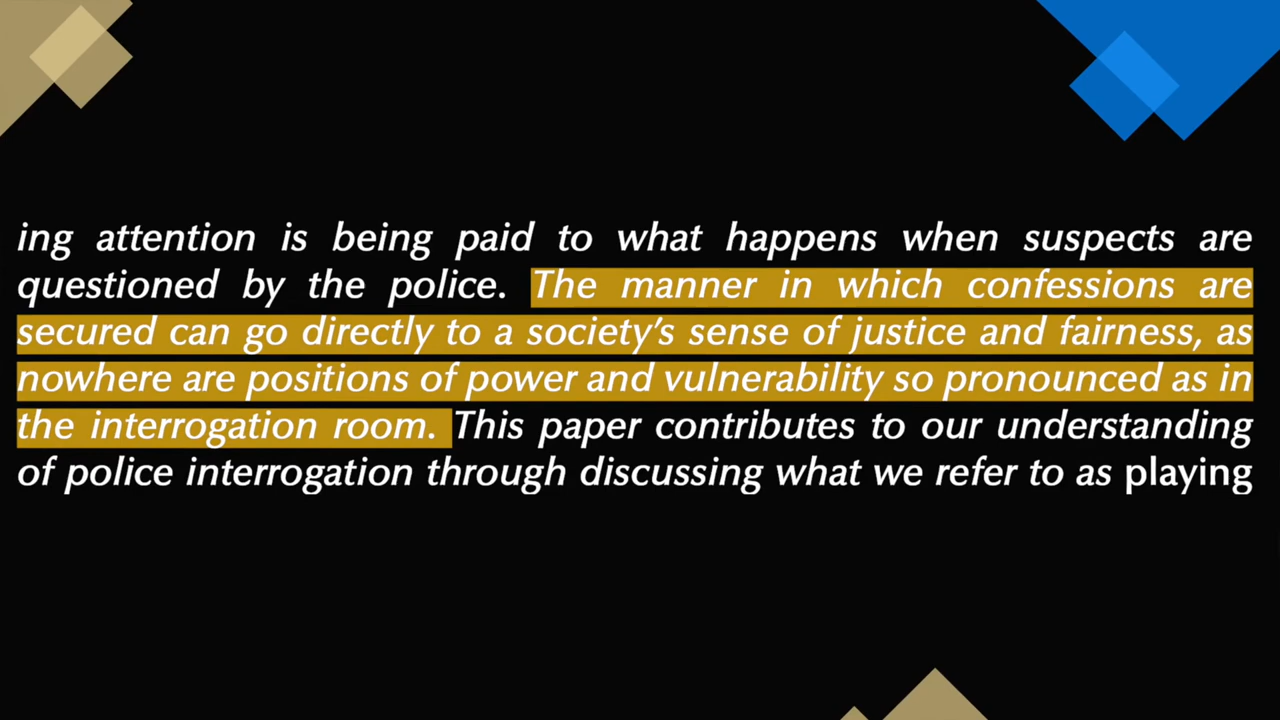 ing attention is being paid to what happens when suspects are
questioned by the police. The manner in which confessions are
secured can go directly to a society’s sense of justice and fairness, as
nowhere are positions of power and vulnerability so pronounced as in
the interrogation room. This paper contributes to our understanding
of police interrogation through discussing what we refer to as playing